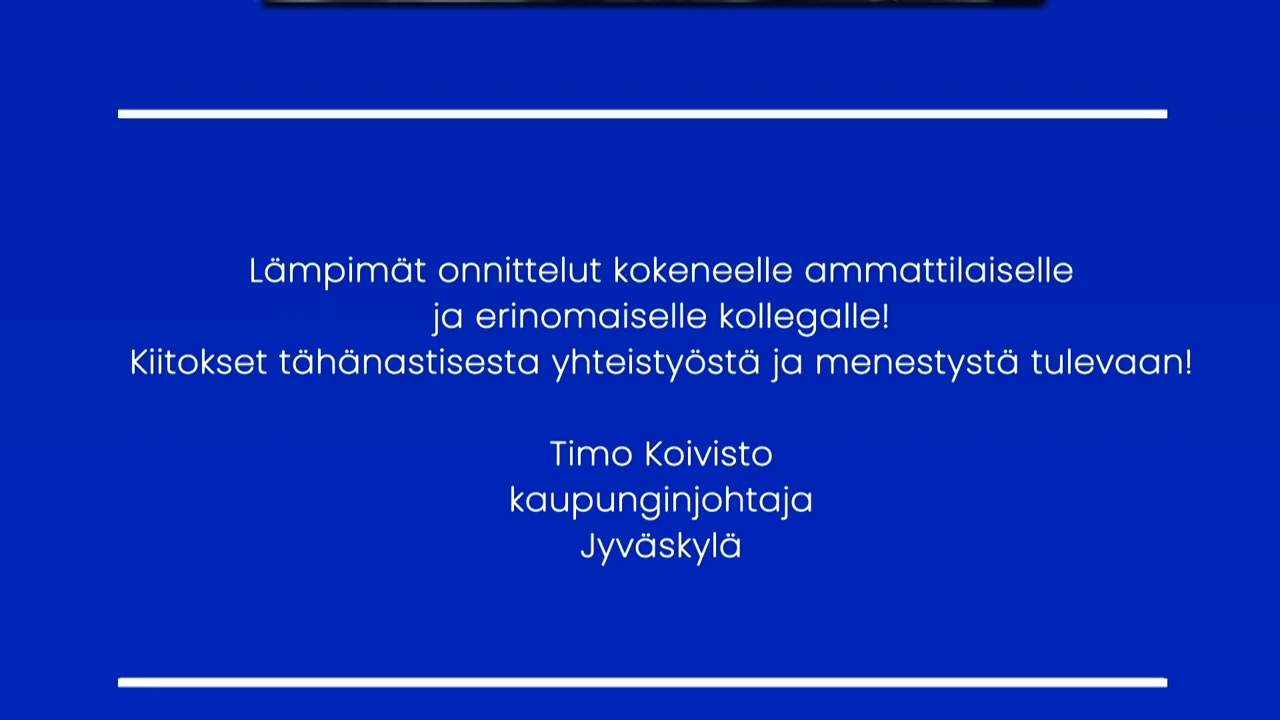 Lämpimät onnittelut kokeneelle ammattilaiselle
ja erinomaiselle kollegalle!
Kiitokset tähänastisesta yhteistyöstä ja menestystä tulevaan!
Timo Koivisto
kaupunginjohtaja
Jyväskylä